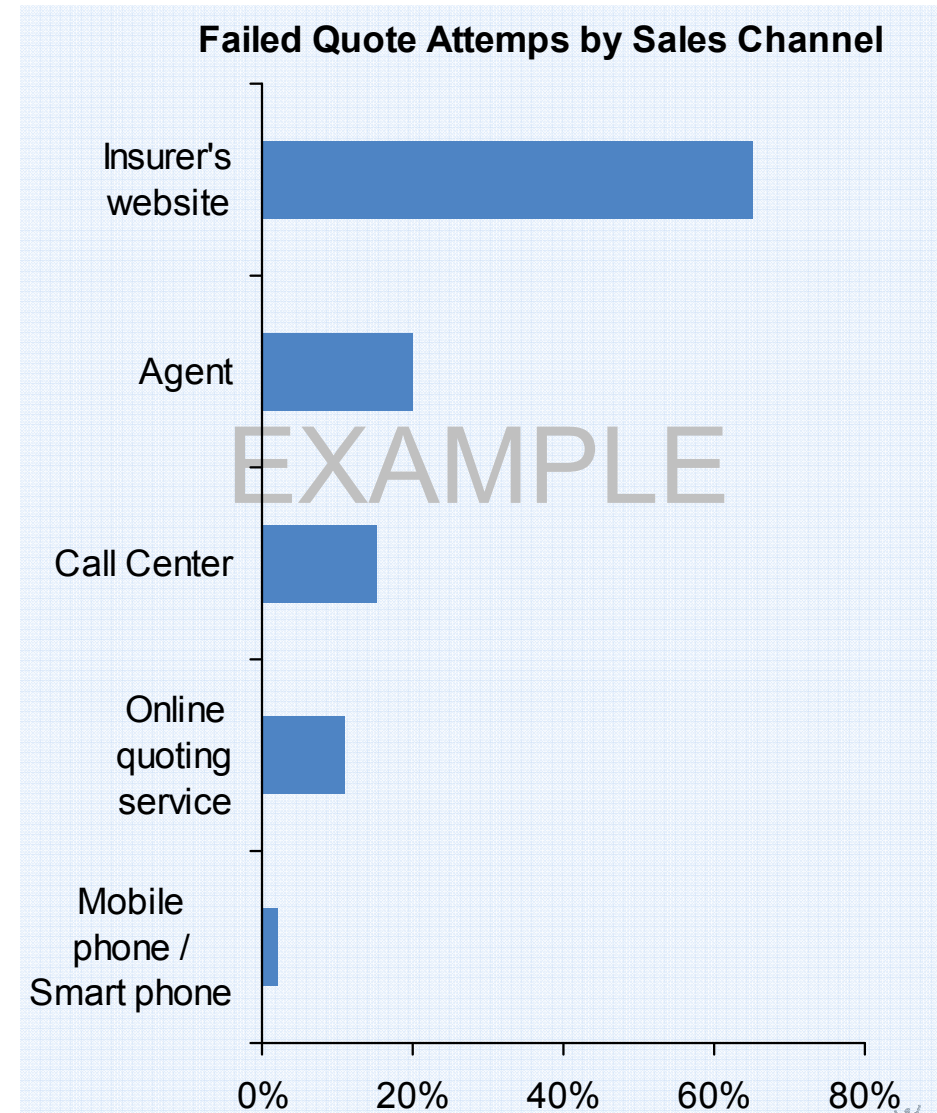 Failed Quote Attemps by Sales Channel
Insurer's
website
Agent
EXAMPLE
Call Center
Online
quoting
service
Mobile
phone /
Smart phone
0% 20% 40% 60% 80%